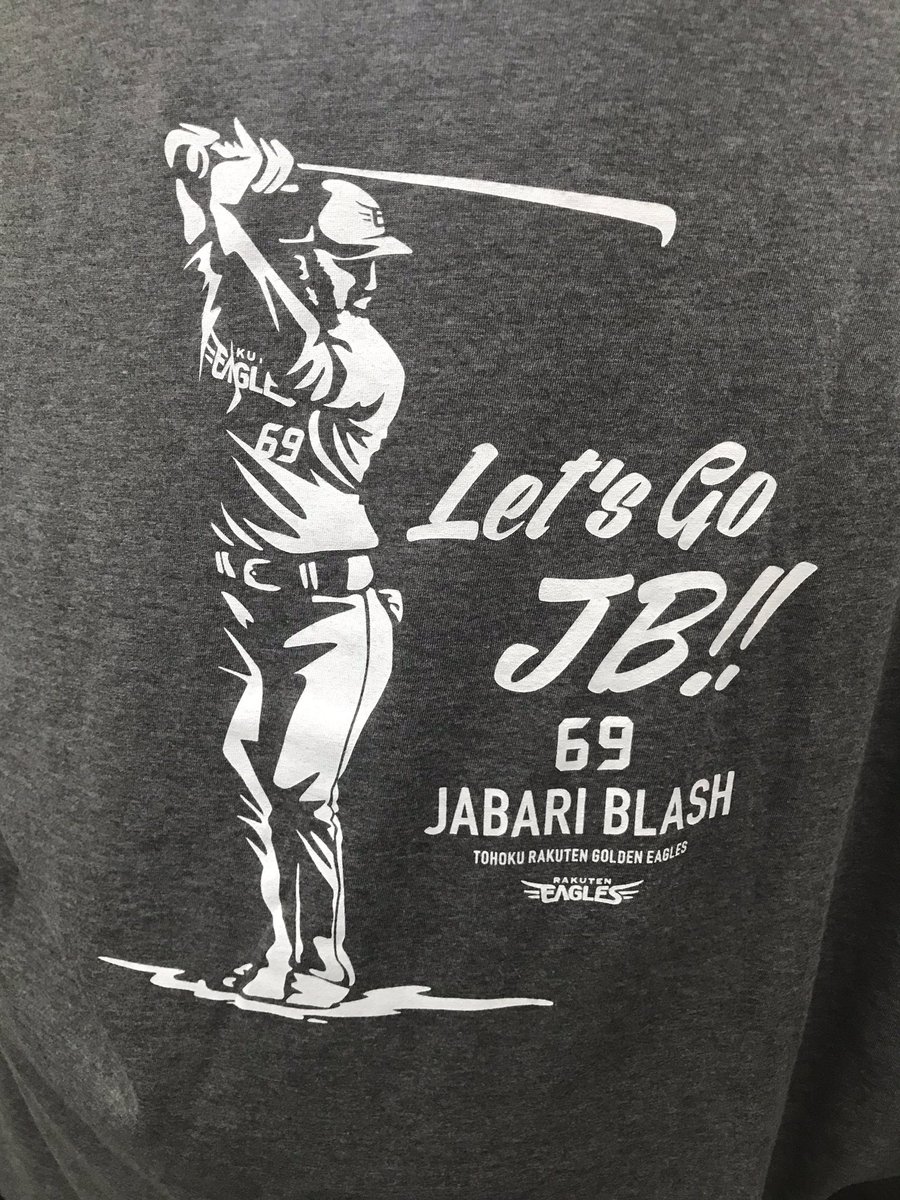 EAGLE
69
Let's Go
JB!!
69
JABARI BLASH
TOHOKU RAKUTEN GOLDEN EAGLES
RAKUTEN
EAGLES